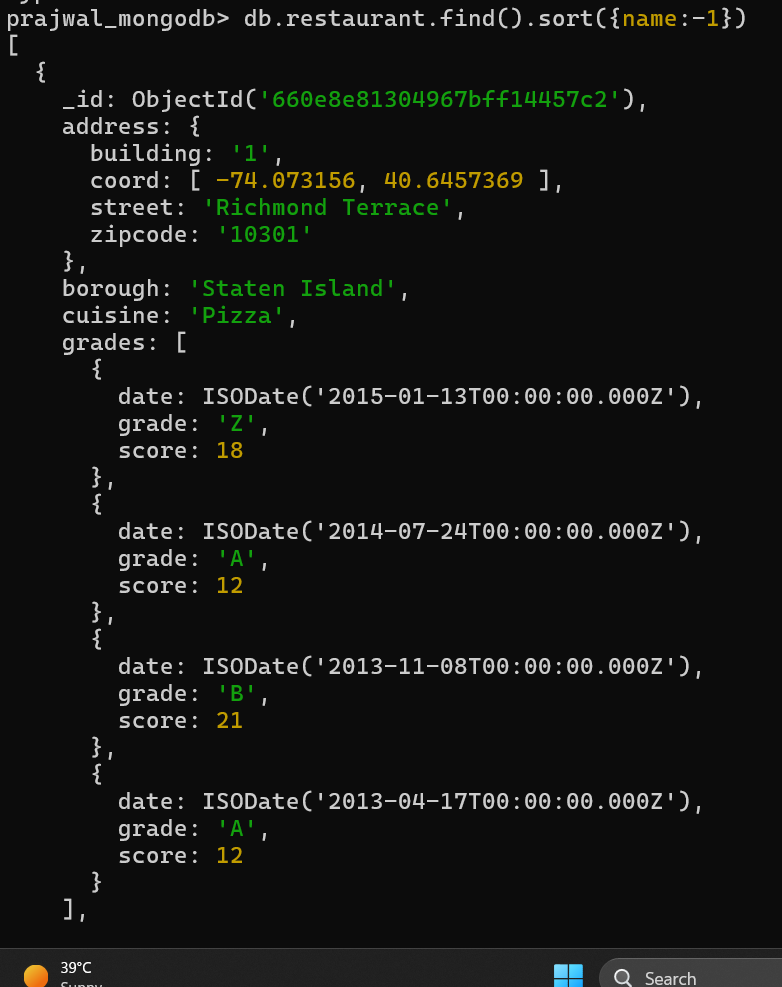 prajwal_mongodb> db.restaurant.find().sort({name:-1})
[
  {
    _id: ObjectId('660e8e81304967bff14457c2'),
    address: {
      building: '1',
      coord: [ -74.073156, 40.6457369 ],
      street: 'Richmond Terrace',
      zipcode: '10301'
    },
    borough: 'Staten Island',
    cuisine: 'Pizza',
    grades: [
      {
        date: ISODate('2015-01-13T00:00:00.000Z'),
        grade: 'Z',
        score: 18
      },
      {
        date: ISODate('2014-07-24T00:00:00.000Z'),
        grade: 'A',
        score: 12
      },
      {
        date: ISODate('2013-11-08T00:00:00.000Z'),
        grade: 'B',
        score: 21
      },
      {
        date: ISODate('2013-04-17T00:00:00.000Z'),
        grade: 'A',
        score: 12
      }
    ],
39°C
Sunny
Search